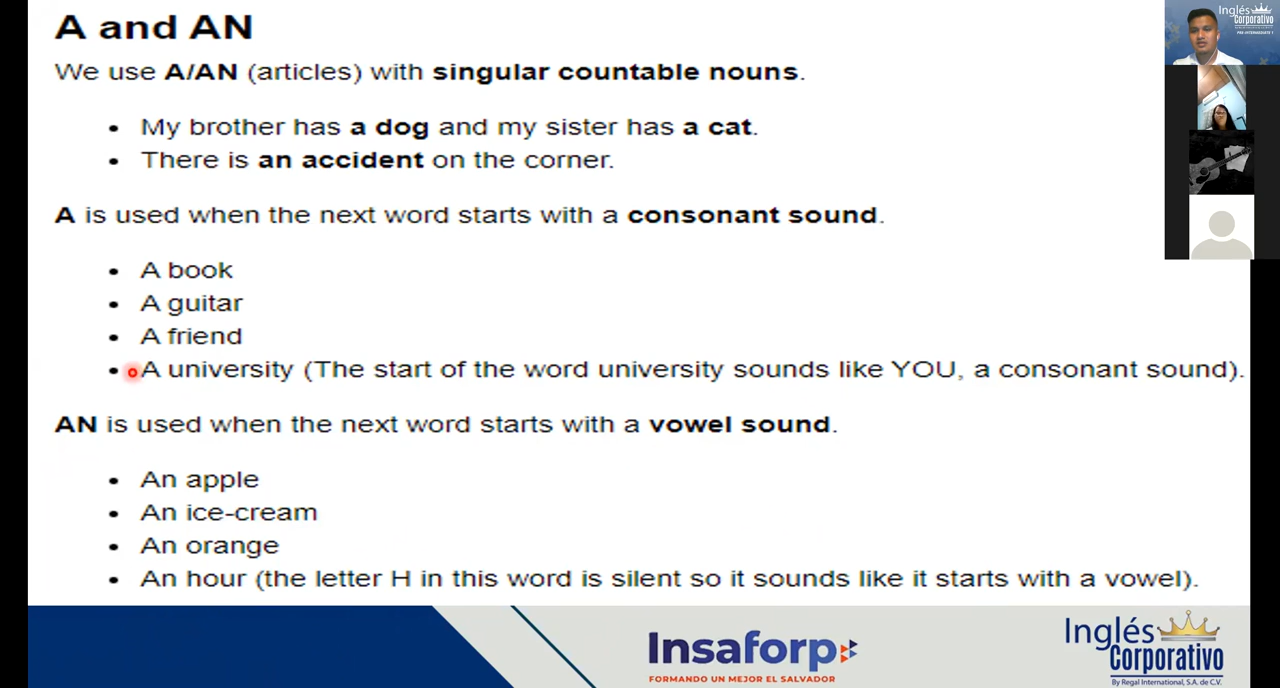 A and AN
We use A/AN (articles) with singular countable nouns.
• My brother has a dog and my sister has a cat.
• There is an accident on the corner.
A is used when the next word starts with a consonant sound.
• A book
• A guitar
• A friend
• A university (The start of the word university sounds like YOU, a consonant sound).
AN is used when the next word starts with a vowel sound.
• An apple
• An ice-cream
• An orange
• An hour (the letter H in this word is silent so it sounds like it starts with a vowel).
Insaforp
FORMANDO UN MEJOR EL SALVADOR
Inglés
Corporativo
By Regal International, S.A. de C.V.
Inglés
Corporativo
PRE-INTERMEDIATE 1